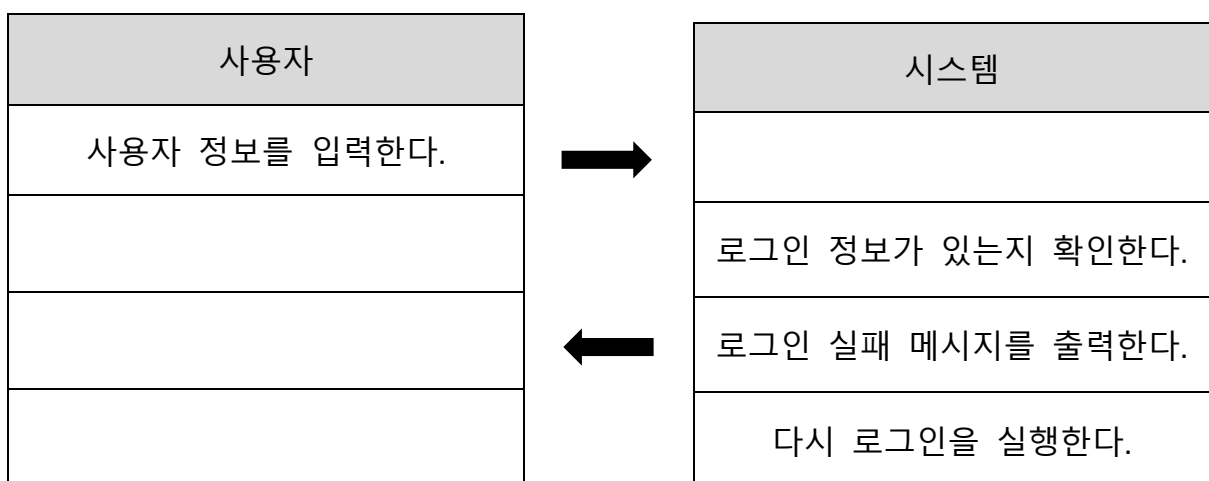 사용자
사용자 정보를 입력한다.
시스템
로그인 정보가 있는지 확인한다.
로그인 실패 메시지를 출력한다.
다시 로그인을 실행한다.